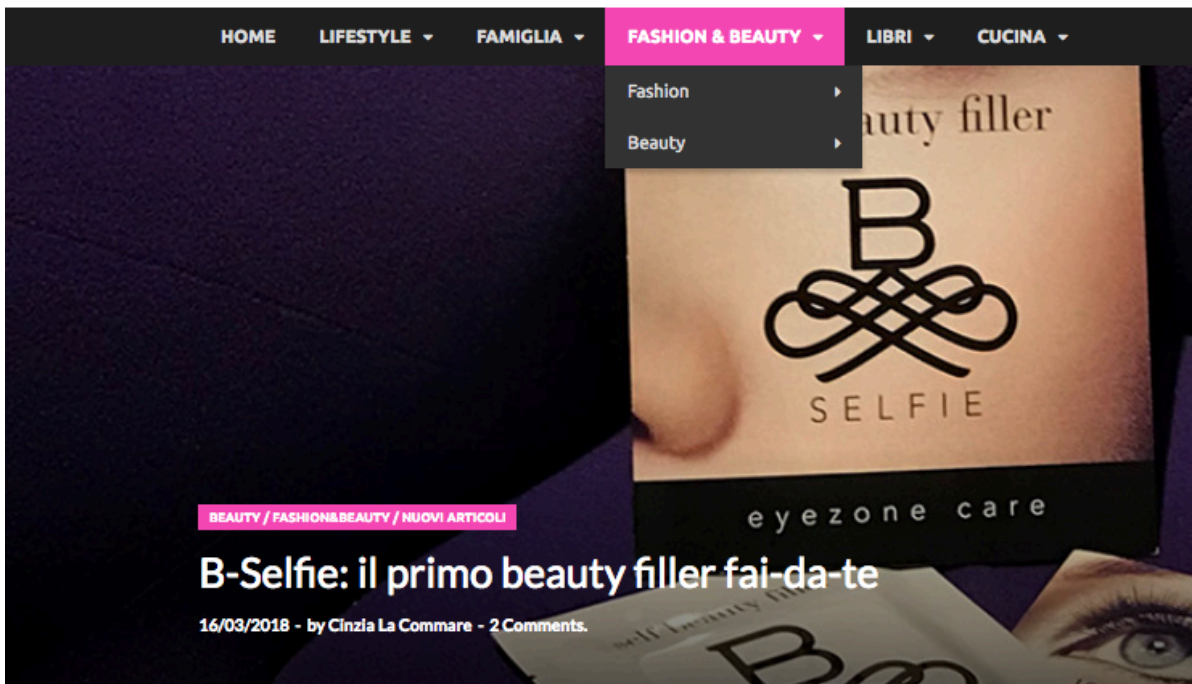 HOME LIFESTYLE FAMIGLIA FASHION & BEAUTY LIBRI CUCINA
Fashion
Beauty
beauty filler
B
SELFIE
eyezone care
BEAUTY / FASHION&BEAUTY / NUOVI ARTICOLI
B-Selfie: il primo beauty filler fai-da-te
16/03/2018 - by Cinzia La Commare - 2 Comments.
self beauty filler
B